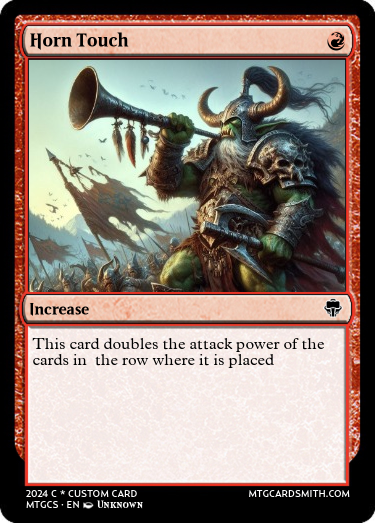 Horn Touch
Increase
This card doubles the attack power of the
cards in  the row where it is placed
2024 C * CUSTOM CARD
MTGCARDSMITH.COM
MTGCS · EN UNKNOWN